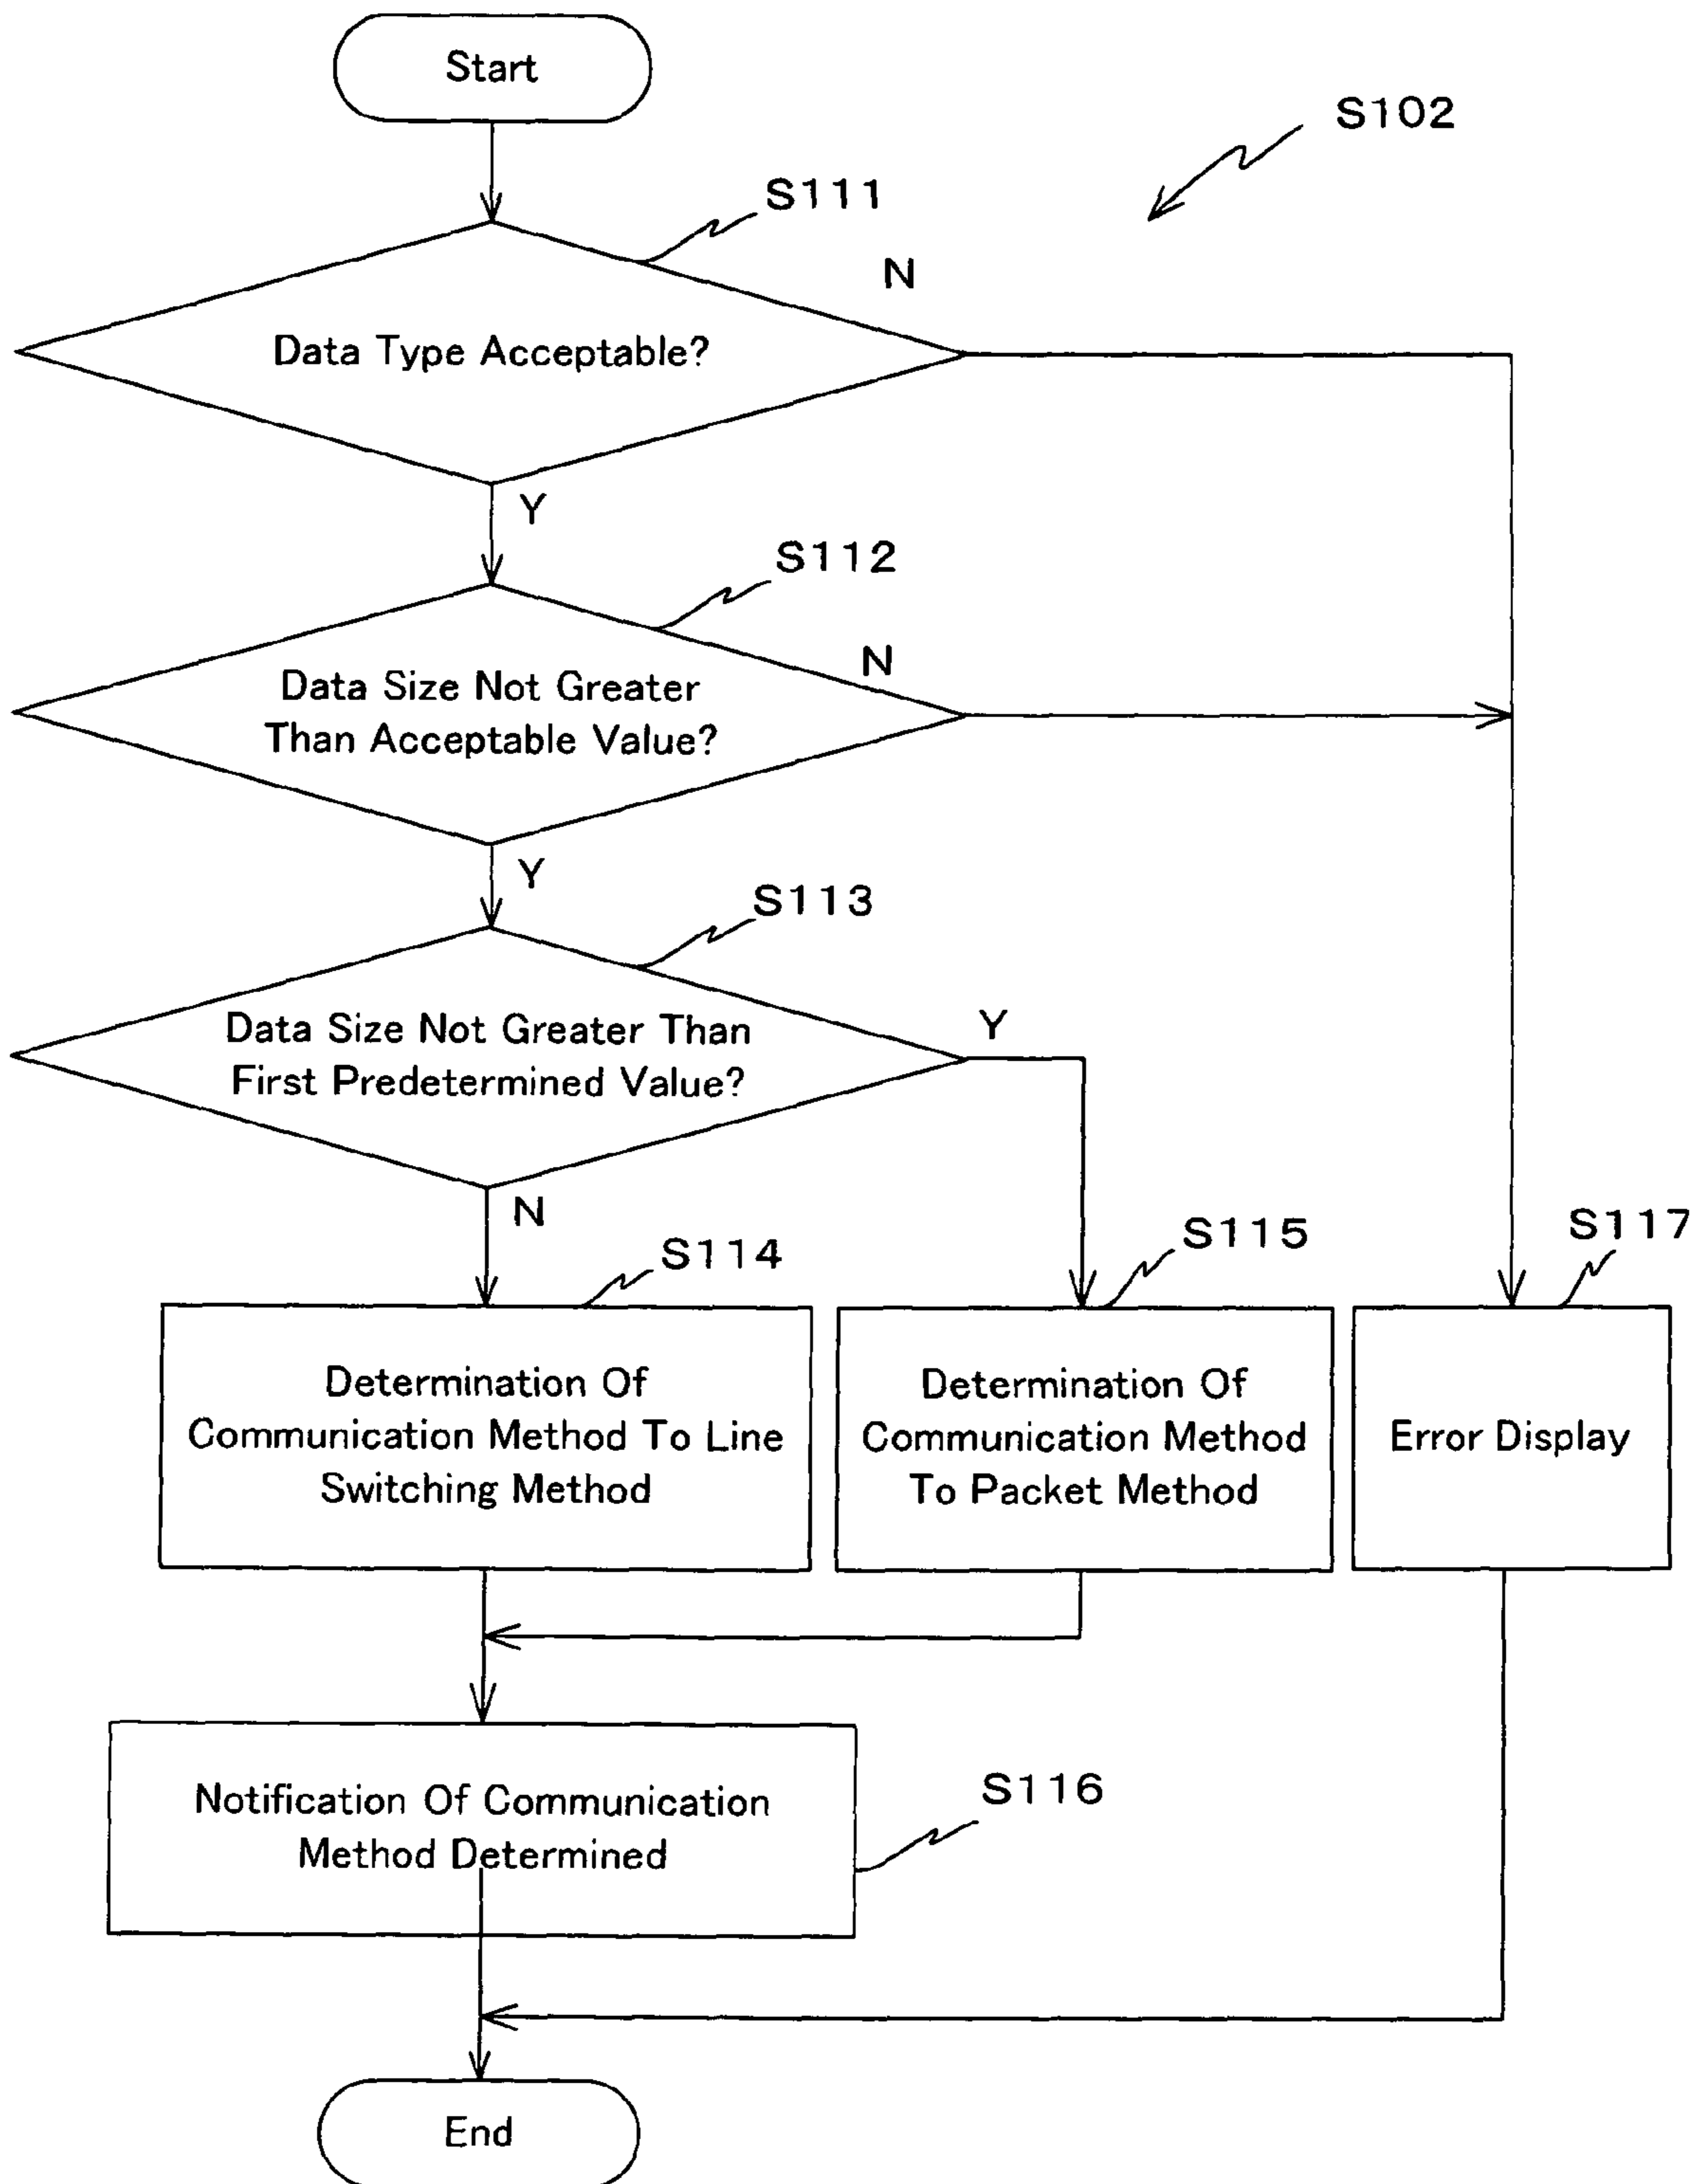 Start
S102
S111
N
Data Type Acceptable?
Y
S112
N
Data Size Not Greater
Than Acceptable Value?
Y
S113
Data Size Not Greater Than
First Predetermined Value?
Y
N
S114
S115
S117
Determination Of
Communication Method To Line
Switching Method
Determination Of
Communication Method
To Packet Method
Error Display
Notification Of Communication
Method Determined
S116
End